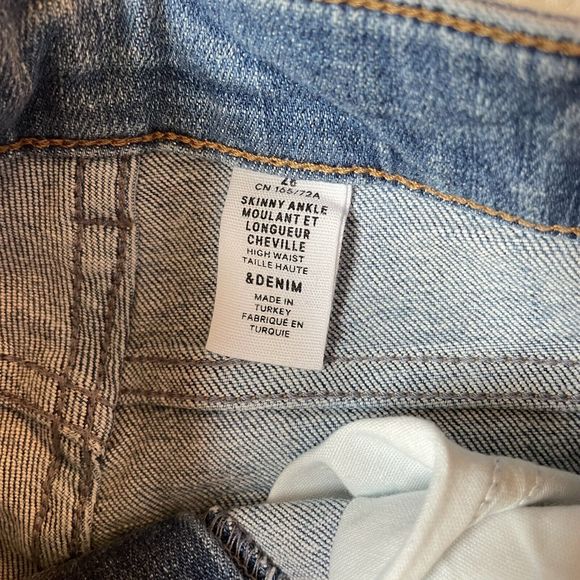 CN 165/72A
SKINNY ANKLE
MOULANT ET
LONGUEUR
CHEVILLE
HIGH WAIST
TAILLE HAUTE
&DENIM
MADE IN
TURKEY
FABRIQUÉ EN
TURQUIE